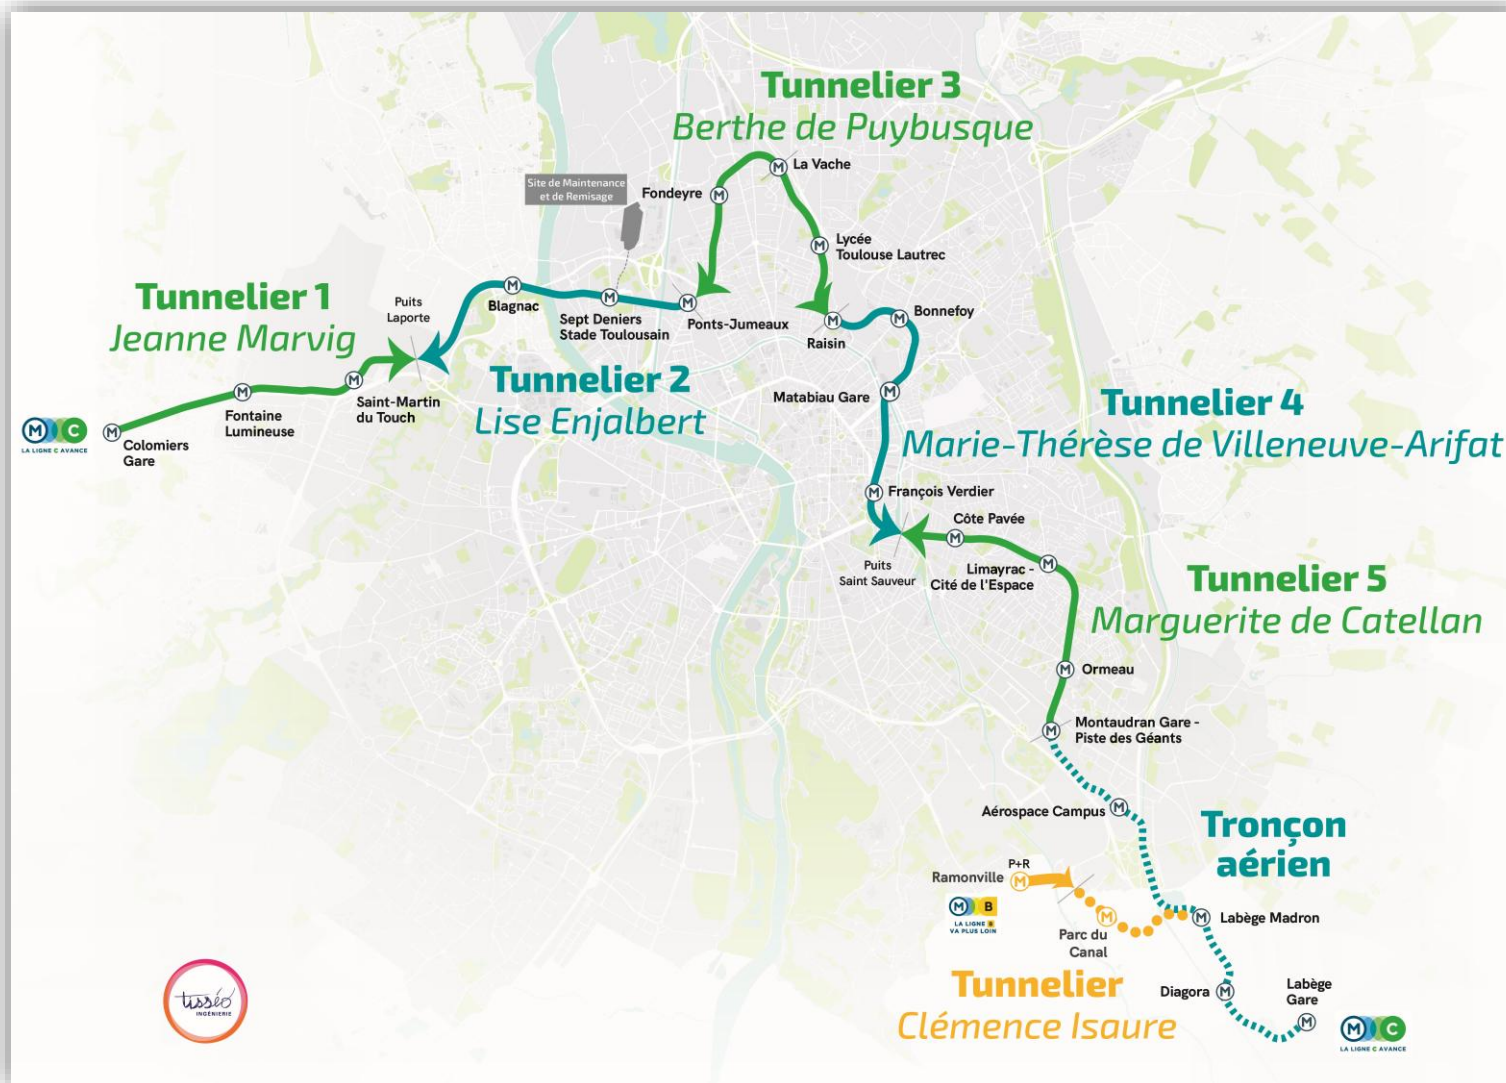 Tunnelier 3
Berthe de Puybusque
La Vache
Site de Maintenance
et de Remisage
Fondeyre
Lycée
Toulouse Lautrec
Tunnelier 1
Jeanne Marvig
Puits
Laporte
Blagnac
Sept Deniers
Stade Toulousain
Ponts-Jumeaux
Raisin
Bonnefoy
Tunnelier 2
Lise Enjalbert
Matabiau Gare
Tunnelier 4
Marie-Thérèse de Villeneuve-Arifat
Saint-Martin
du Touch
Fontaine
Lumineuse
M C
LA LIGNE C AVANCE
Colomiers
Gare
François Verdier
Côte Pavée
Puits
Saint Sauveur
Limayrac -
Cité de l'Espace
Tunnelier 5
Marguerite de Catellan
Ormeau
Montaudran Gare -
Piste des Géants
Aérospace Campus
Tronçon
aérien
P+R
Ramonville
M B
LA LIGNE B
VA PLUS LOIN
Parc du
Canal
Labège Madron
Tunnelier
Clémence Isaure
Diagora
Labège
Gare
M C
LA LIGNE C AVANCE
tisséo
INGÉNIERIE